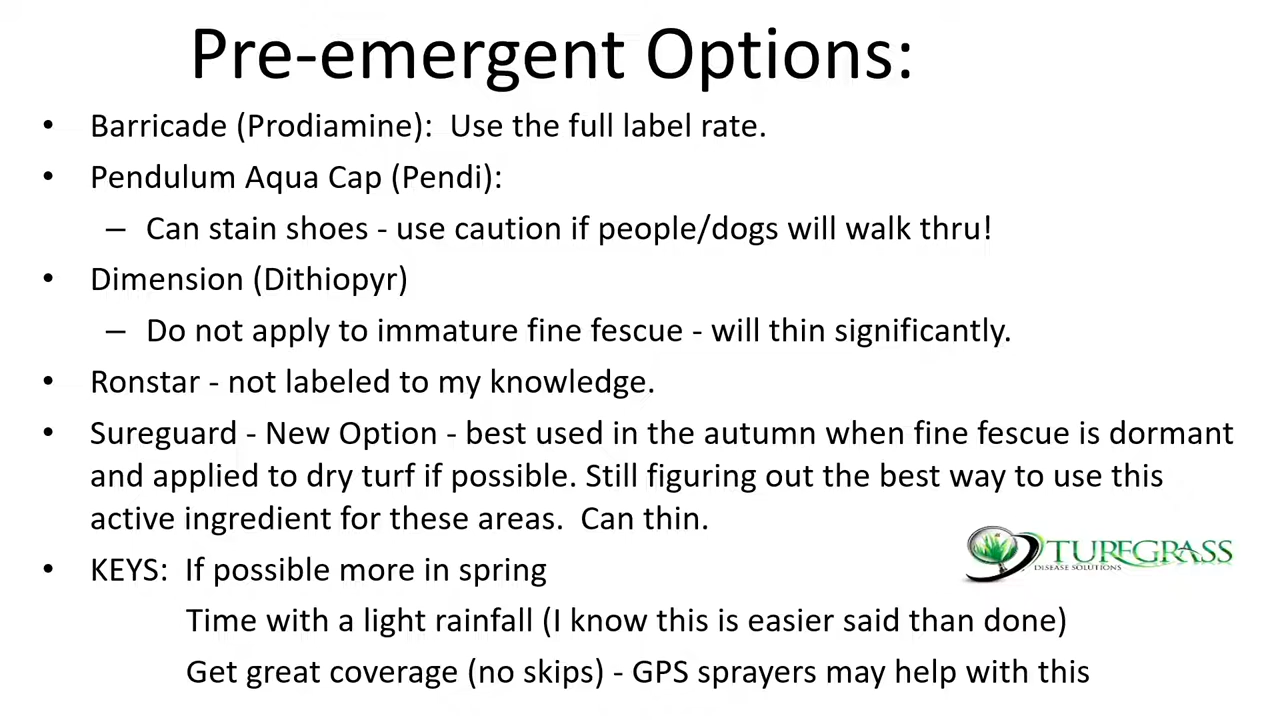 Pre-emergent Options:
• Barricade (Prodiamine):  Use the full label rate.
• Pendulum Aqua Cap (Pendi):
– Can stain shoes - use caution if people/dogs will walk thru!
• Dimension (Dithiopyr)
– Do not apply to immature fine fescue - will thin significantly.
• Ronstar - not labeled to my knowledge.
• Sureguard - New Option - best used in the autumn when fine fescue is dormant
and applied to dry turf if possible. Still figuring out the best way to use this
active ingredient for these areas.  Can thin.
TURFGRASS
DISEASE SOLUTIONS
• KEYS:  If possible more in spring
Time with a light rainfall (I know this is easier said than done)
Get great coverage (no skips) - GPS sprayers may help with this